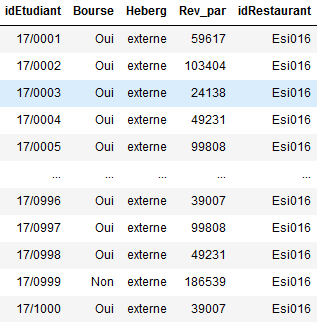 idEtudiant Bourse Heberg Rev_par idRestaurant
17/0001 Oui externe 59617 Esi016
17/0002 Oui externe 103404 Esi016
17/0003 Oui externe 24138 Esi016
17/0004 Oui externe 49231 Esi016
17/0005 Oui externe 99808 Esi016
... ... ... ... ...
17/0996 Oui externe 39007 Esi016
17/0997 Oui externe 99808 Esi016
17/0998 Oui externe 49231 Esi016
17/0999 Non externe 186539 Esi016
17/1000 Oui externe 39007 Esi016